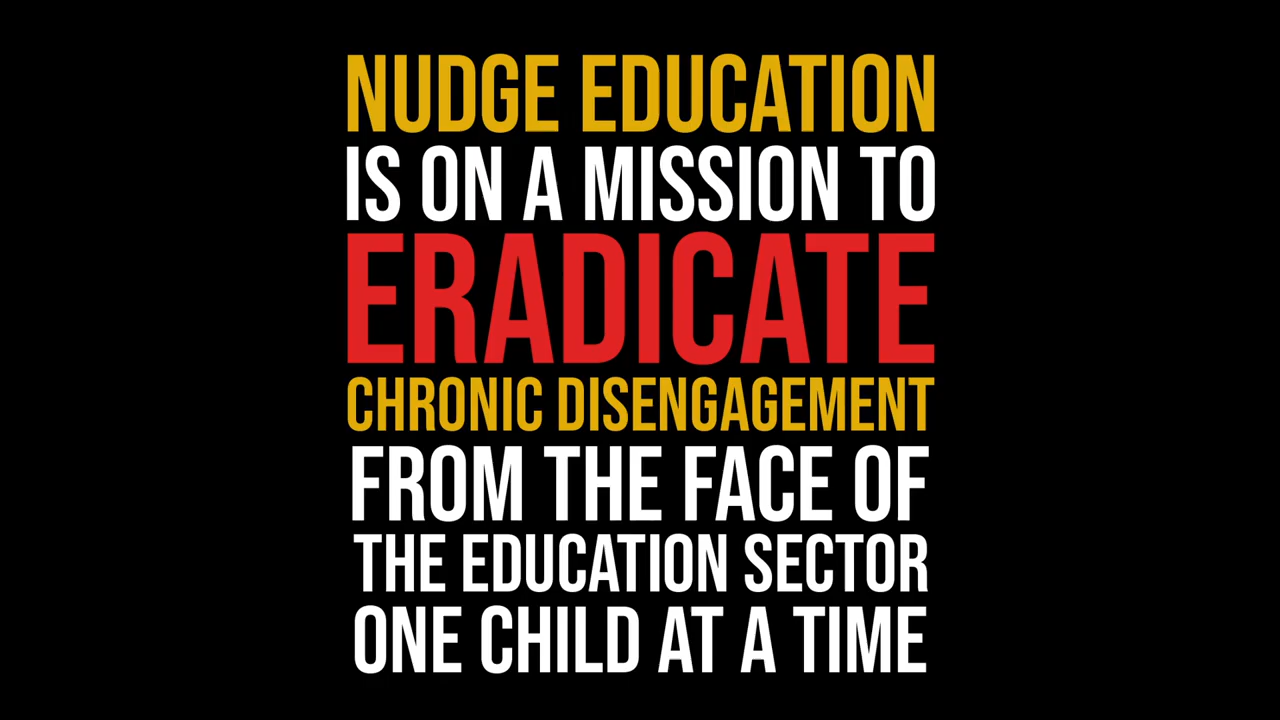 NUDGE EDUCATION
IS ON A MISSION TO
ERADICATE
CHRONIC DISENGAGEMENT
FROM THE FACE OF
THE EDUCATION SECTOR
ONE CHILD AT A TIME